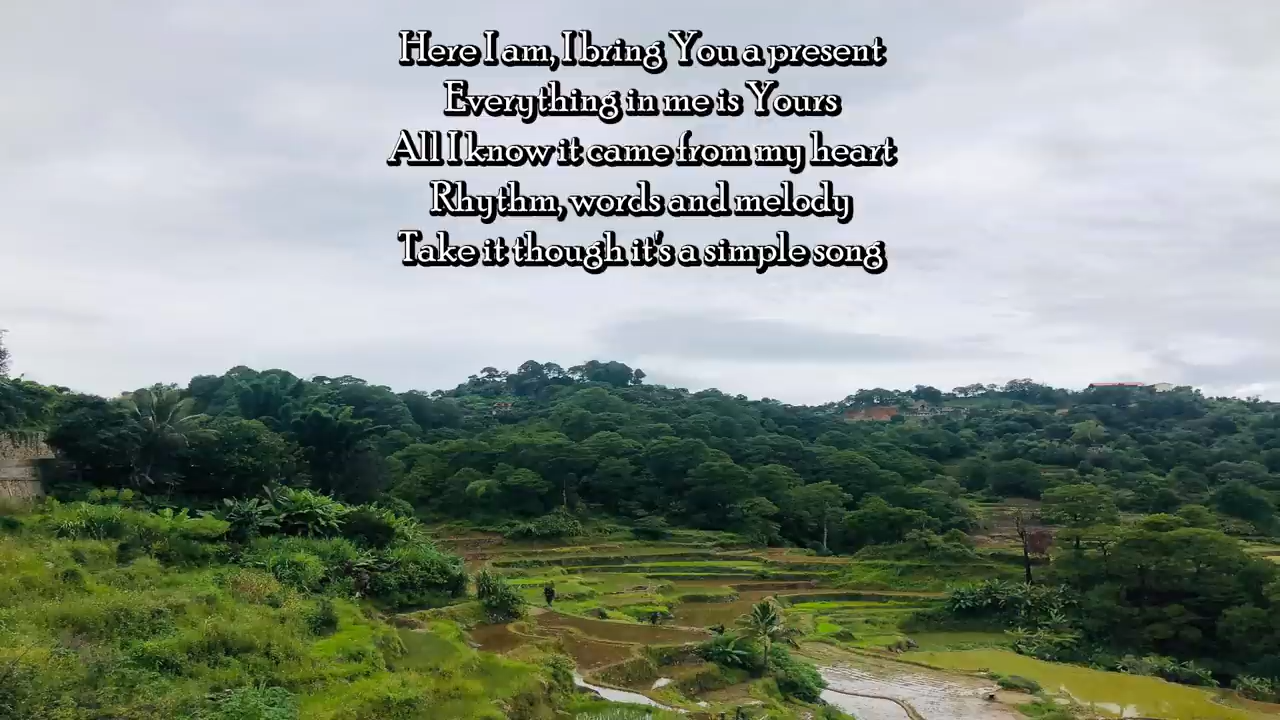 Here I am, I bring You a present
Everything in me is Yours
All I know it came from my heart
Rhythm, words and melody
Take it though it's a simple song